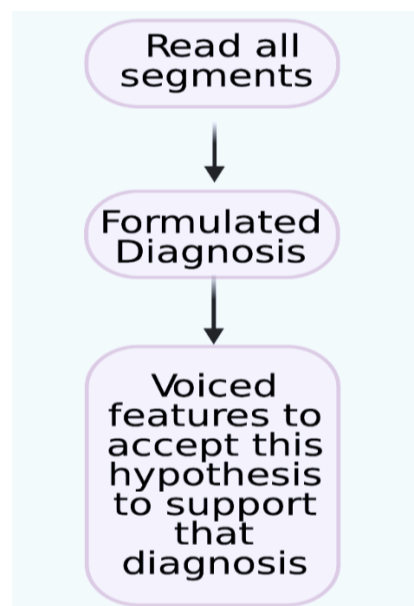 Read all
segments
Formulated
Diagnosis
Voiced
features to
accept this
hypothesis
to support
that
diagnosis